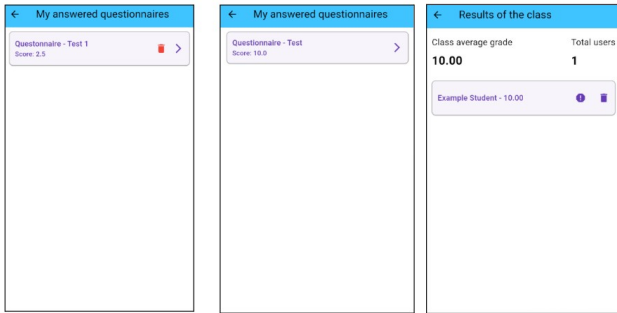 My answered questionnaires
Questonnaire - Test 1
Score: 2.5
My answered questionnaires
Questionnaire - Test
Score: 10.0
Results of the class
Class average grade Total users
10.00 1
Example Student - 10.00